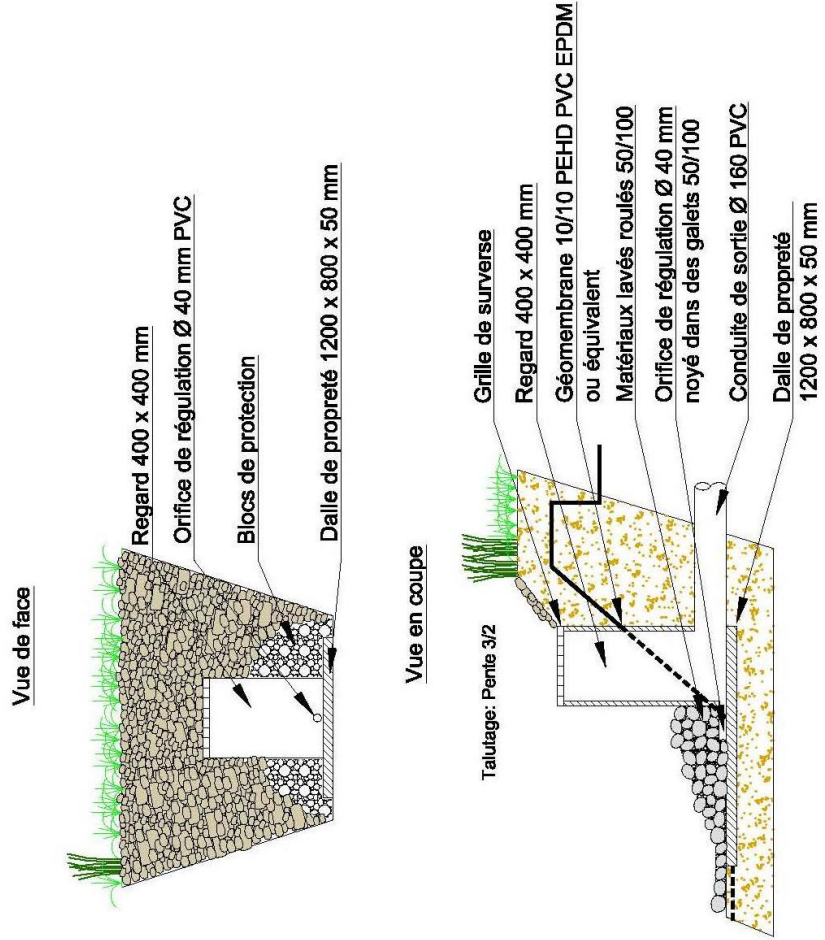 Vue de face
Regard 400 x 400 mm
Orifice de régulation Ø 40 mm PVC
Blocs de protection
Dalle de propreté 1200 x 800 x 50 mm
Vue en coupe
Talutage: Pente 3/2
Grille de surverse
Regard 400 x 400 mm
Géomembrane 10/10 PEHD PVC EPDM
ou équivalent
Matériaux lavés roulés 50/100
Orifice de régulation Ø 40 mm
noyé dans des galets 50/100
Conduite de sortie Ø 160 PVC
Dalle de propreté
1200 x 800 x 50 mm